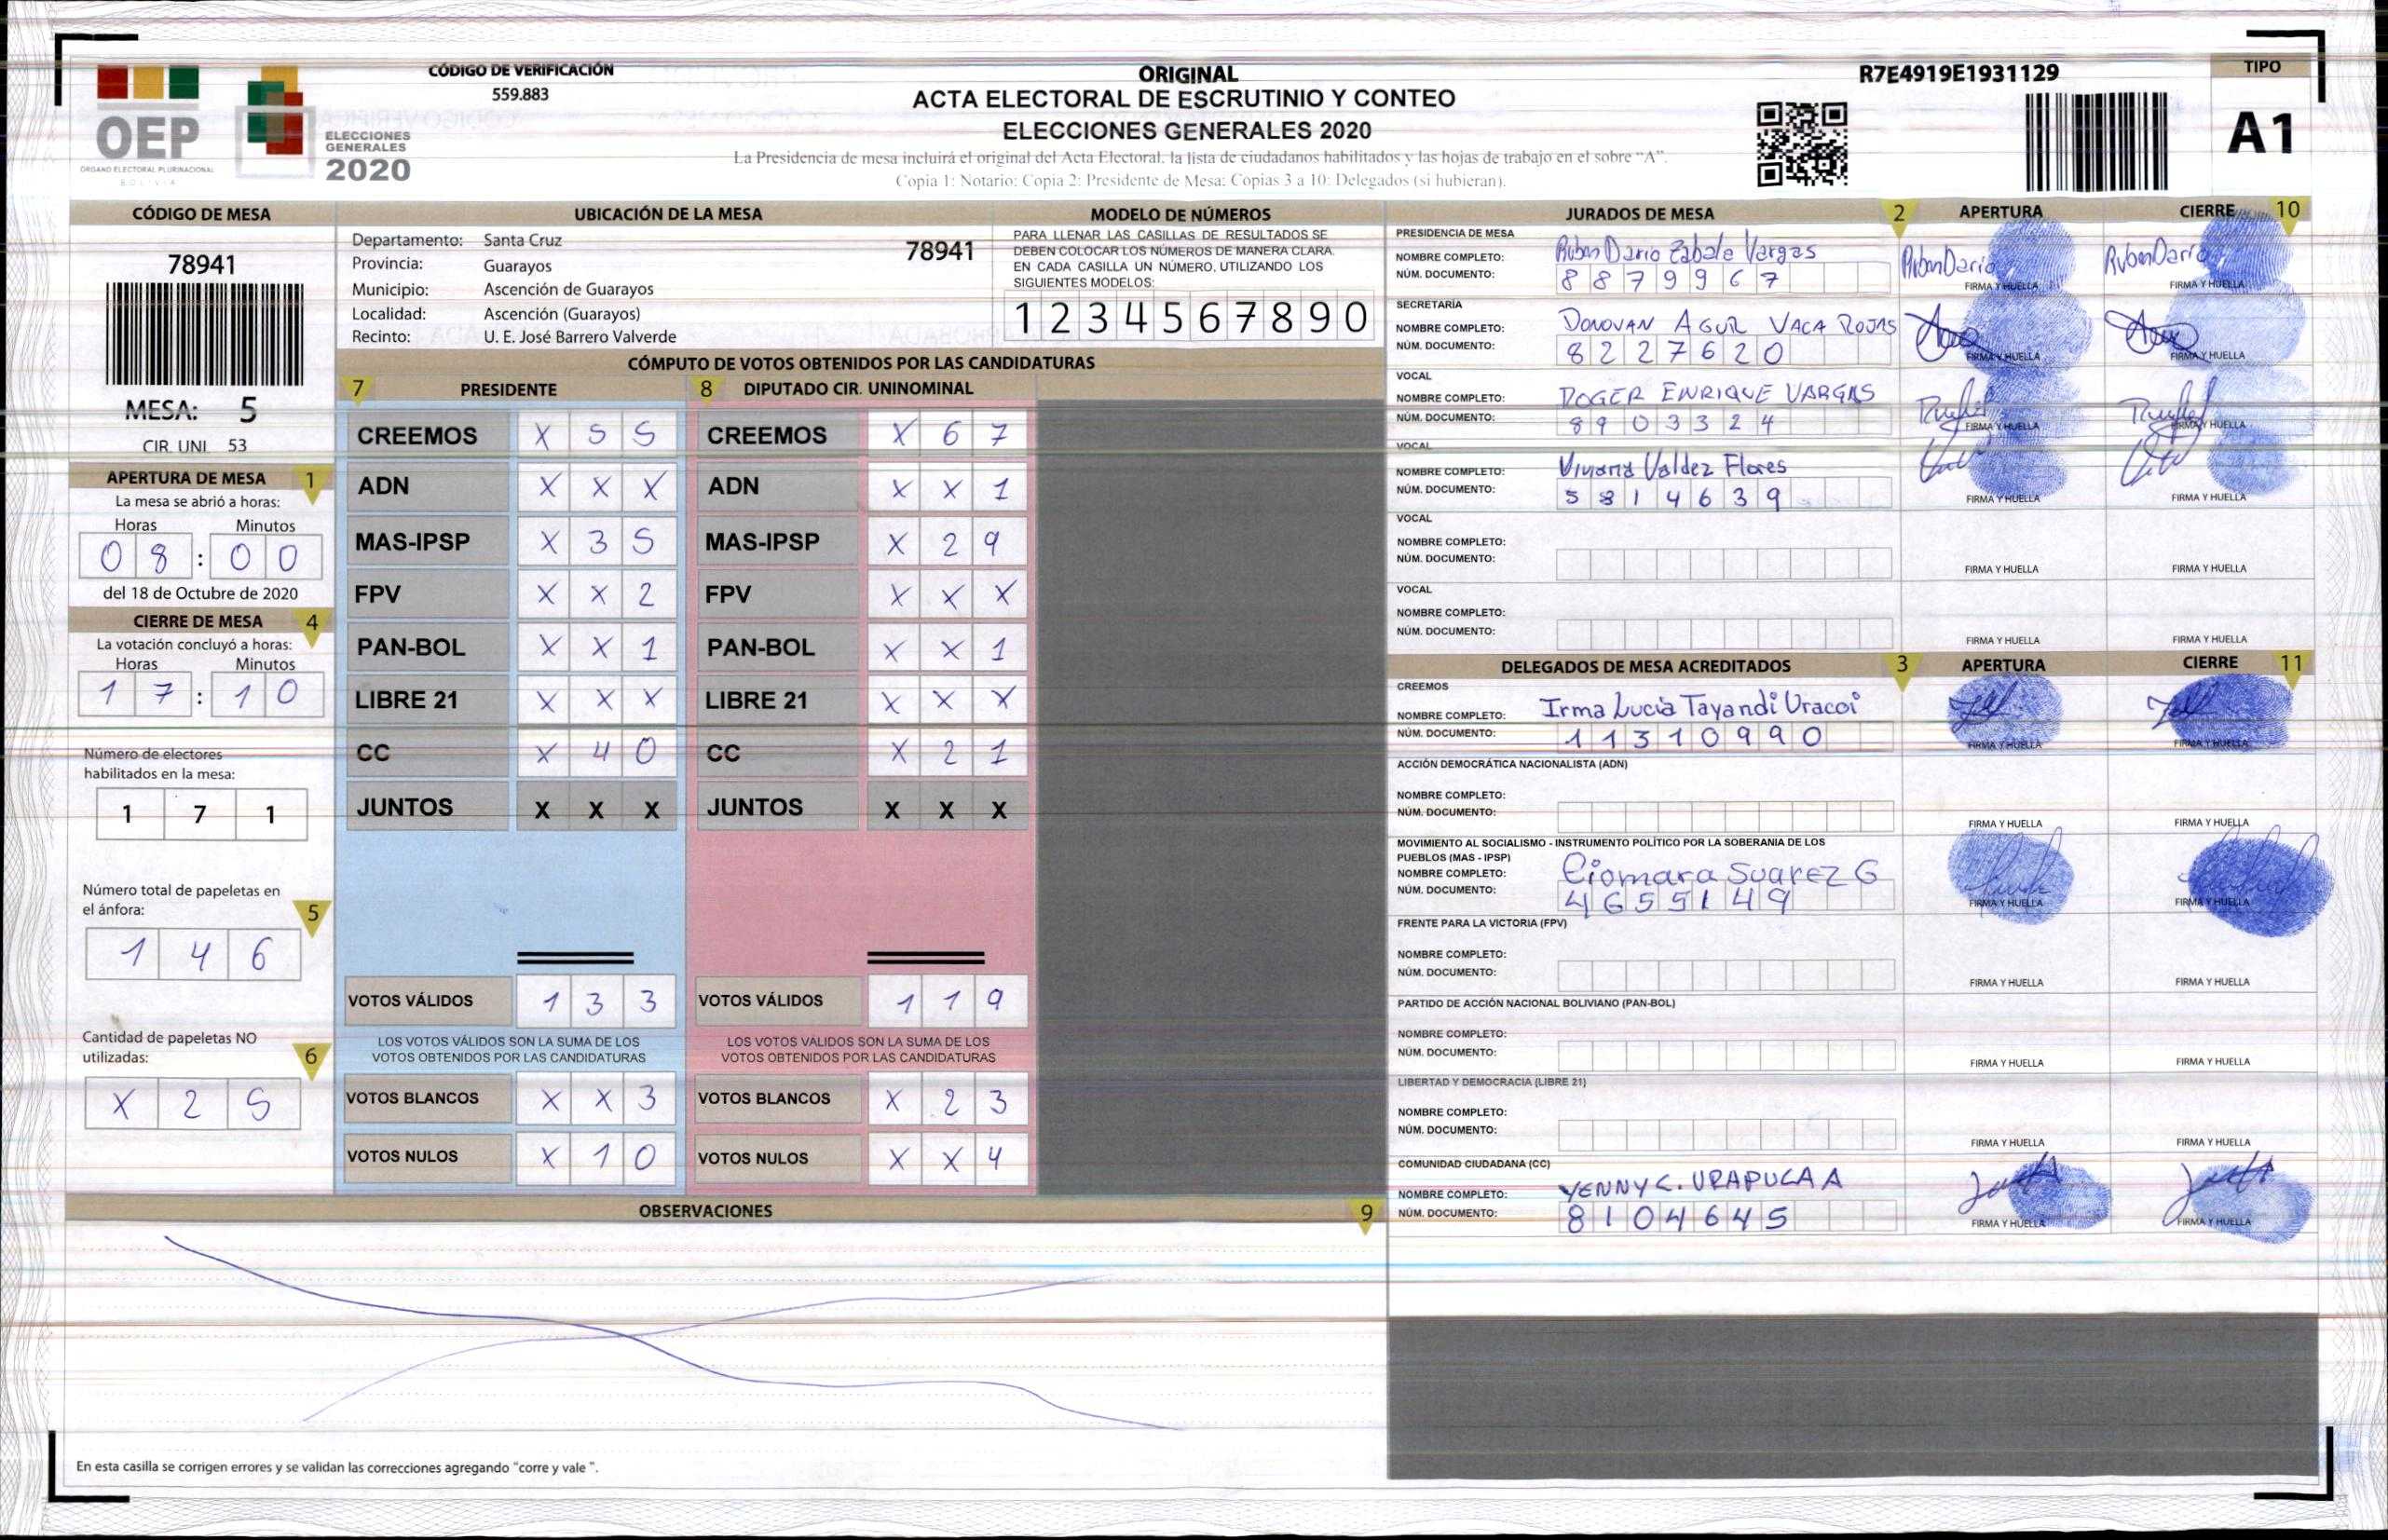 CÓDIGO DE VERIFICACIÓN
559.883
OEP
ÓRGANO ELECTORAL PLURINACIONAL
BOLIVIA
ELECCIONES
GENERALES
2020
ORIGINAL
ACTA ELECTORAL DE ESCRUTINIO Y CONTEO
ELECCIONES GENERALES 2020
La Presidencia de mesa incluirá el original del Acta Electoral, la lista de ciudadanos habilitados y las hojas de trabajo en el sobre “A”.
Copia 1: Notario: Copia 2: Presidente de Mesa: Copias 3 a 10: Delegados (si hubieran).
R7E4919E1931129
TIPO
A1
CÓDIGO DE MESA
78941
MESA: 5
CIR. UNI. 53
APERTURA DE MESA 1
La mesa se abrió a horas:
Horas Minutos
0 8 : 0 0
del 18 de Octubre de 2020
CIERRE DE MESA 4
La votación concluyó a horas:
Horas Minutos
1 7 : 1 0
Número de electores
habilitados en la mesa:
1 7 1
Número total de papeletas en
el ánfora: 5
1 4 6
Cantidad de papeletas NO
utilizadas: 6
X 2 5
UBICACIÓN DE LA MESA
Departamento: Santa Cruz
78941
Provincia: Guarayos
Municipio: Ascención de Guarayos
Localidad: Ascención (Guarayos)
Recinto: U. E. José Barrero Valverde
MODELO DE NÚMEROS
PARA LLENAR LAS CASILLAS DE RESULTADOS SE
DEBEN COLOCAR LOS NÚMEROS DE MANERA CLARA.
EN CADA CASILLA UN NÚMERO, UTILIZANDO LOS
SIGUIENTES MODELOS:
1 2 3 4 5 6 7 8 9 0
CÓMPUTO DE VOTOS OBTENIDOS POR LAS CANDIDATURAS
7 PRESIDENTE 8 DIPUTADO CIR. UNINOMINAL
CREEMOS X 5 5 CREEMOS X 6 7
ADN X X X ADN X X 1
MAS-IPSP X 3 5 MAS-IPSP X 2 9
FPV X X 2 FPV X X X
PAN-BOL X X 1 PAN-BOL X X 1
LIBRE 21 X X X LIBRE 21 X X X
CC X 4 0 CC X 2 1
JUNTOS X X X JUNTOS X X X
VOTOS VÁLIDOS 1 3 3 VOTOS VÁLIDOS 1 1 9
LOS VOTOS VÁLIDOS SON LA SUMA DE LOS LOS VOTOS VÁLIDOS SON LA SUMA DE LOS
VOTOS OBTENIDOS POR LAS CANDIDATURAS VOTOS OBTENIDOS POR LAS CANDIDATURAS
VOTOS BLANCOS X X 3 VOTOS BLANCOS X 2 3
VOTOS NULOS X 1 0 VOTOS NULOS X X 4
OBSERVACIONES 9
En esta casilla se corrigen errores y se validan las correcciones agregando "corre y vale ".
JURADOS DE MESA 2 APERTURA CIERRE 10
PRESIDENCIA DE MESA
NOMBRE COMPLETO: Ruben Dario Zabala Vargas RubenDario RubenDario
NÚM. DOCUMENTO: 8 8 7 9 9 6 7 FIRMA Y HUELLA FIRMA Y HUELLA
SECRETARÍA
NOMBRE COMPLETO: DONOVAN AGUR VACA ROJAS
NÚM. DOCUMENTO: 8 2 2 7 6 2 0 FIRMA Y HUELLA FIRMA Y HUELLA
VOCAL
NOMBRE COMPLETO: ROGER ENRIQUE VARGAS
NÚM. DOCUMENTO: 8 9 0 3 3 2 4 FIRMA Y HUELLA FIRMA Y HUELLA
VOCAL
NOMBRE COMPLETO: Viviana Valdez Flores
NÚM. DOCUMENTO: 5 8 1 4 6 3 9 FIRMA Y HUELLA FIRMA Y HUELLA
VOCAL
NOMBRE COMPLETO:
NÚM. DOCUMENTO: FIRMA Y HUELLA FIRMA Y HUELLA
VOCAL
NOMBRE COMPLETO:
NÚM. DOCUMENTO: FIRMA Y HUELLA FIRMA Y HUELLA
DELEGADOS DE MESA ACREDITADOS 3 APERTURA CIERRE 11
CREEMOS
NOMBRE COMPLETO: Irma Lucia Tayandi Uracoi
NÚM. DOCUMENTO: 1 1 3 1 0 9 9 0 FIRMA Y HUELLA FIRMA Y HUELLA
ACCIÓN DEMOCRÁTICA NACIONALISTA (ADN)
NOMBRE COMPLETO:
NÚM. DOCUMENTO: FIRMA Y HUELLA FIRMA Y HUELLA
MOVIMIENTO AL SOCIALISMO - INSTRUMENTO POLÍTICO POR LA SOBERANIA DE LOS
PUEBLOS (MAS - IPSP)
NOMBRE COMPLETO: Ciomara Suarez G
NÚM. DOCUMENTO: 4 6 5 5 1 4 9 FIRMA Y HUELLA FIRMA Y HUELLA
FRENTE PARA LA VICTORIA (FPV)
NOMBRE COMPLETO:
NÚM. DOCUMENTO: FIRMA Y HUELLA FIRMA Y HUELLA
PARTIDO DE ACCIÓN NACIONAL BOLIVIANO (PAN-BOL)
NOMBRE COMPLETO:
NÚM. DOCUMENTO: FIRMA Y HUELLA FIRMA Y HUELLA
LIBERTAD Y DEMOCRACIA (LIBRE 21)
NOMBRE COMPLETO:
NÚM. DOCUMENTO: FIRMA Y HUELLA FIRMA Y HUELLA
COMUNIDAD CIUDADANA (CC)
NOMBRE COMPLETO: YENNY C. URAPUCA A
NÚM. DOCUMENTO: 8 1 0 4 6 4 5 FIRMA Y HUELLA FIRMA Y HUELLA